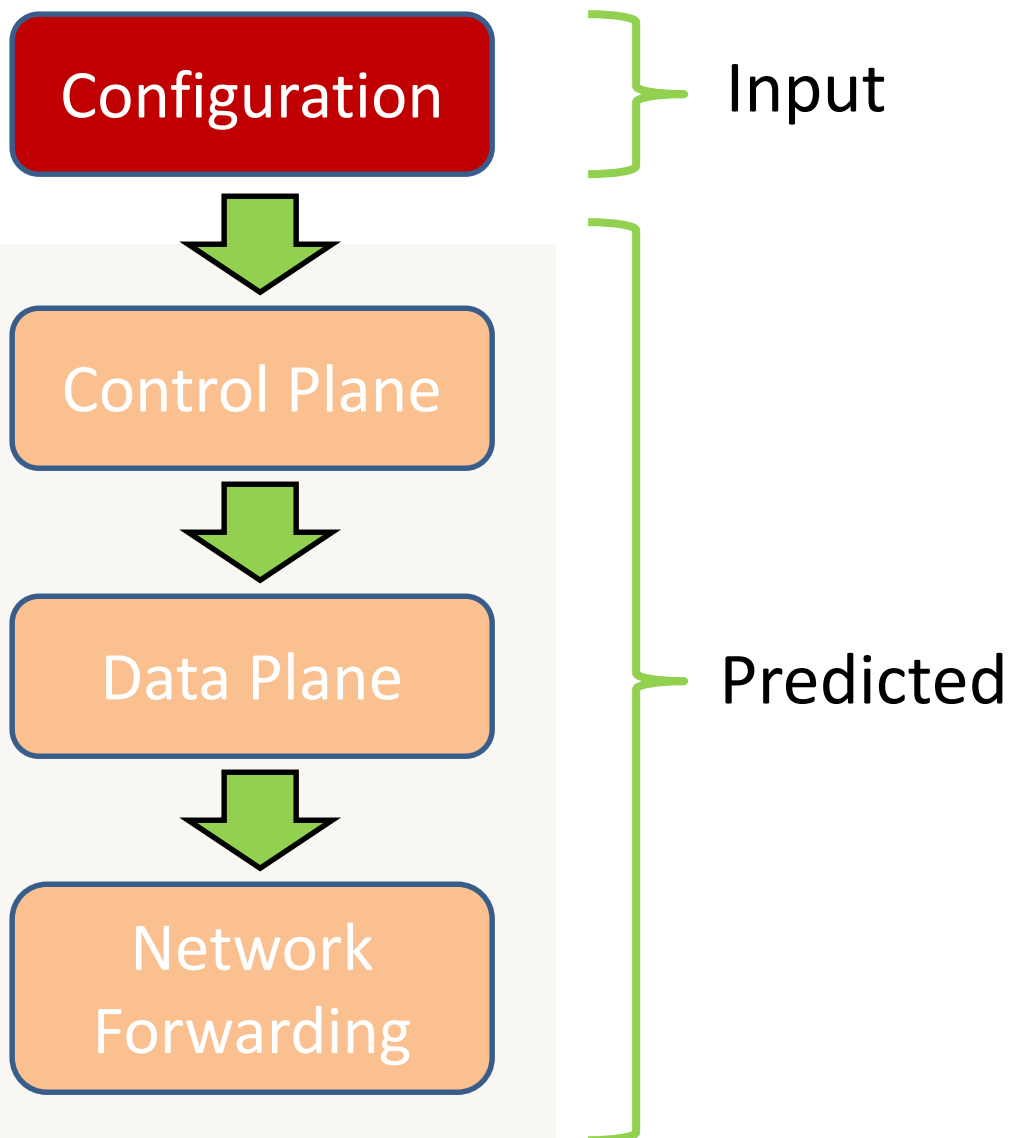 Configuration
Input
Control Plane
Data Plane
Predicted
Network
Forwarding